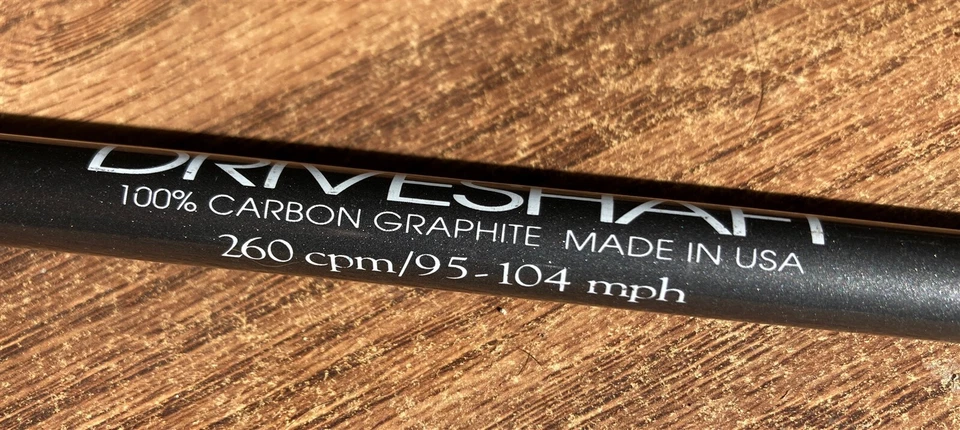 DRIVESHAFT
100% CARBON GRAPHITE MADE IN USA
260 cpm/95-104 mph